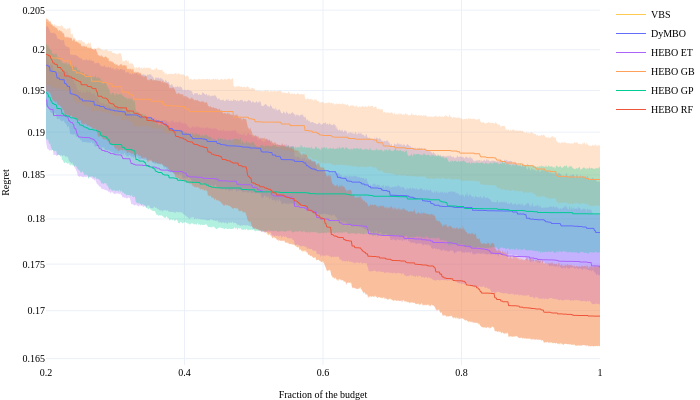 0.205
0.2
0.195
0.19
0.185
0.18
0.175
0.17
0.165
Regret
0.2 0.4 0.6 0.8 1
Fraction of the budget
VBS
DyMBO
HEBO ET
HEBO GB
HEBO GP
HEBO RF